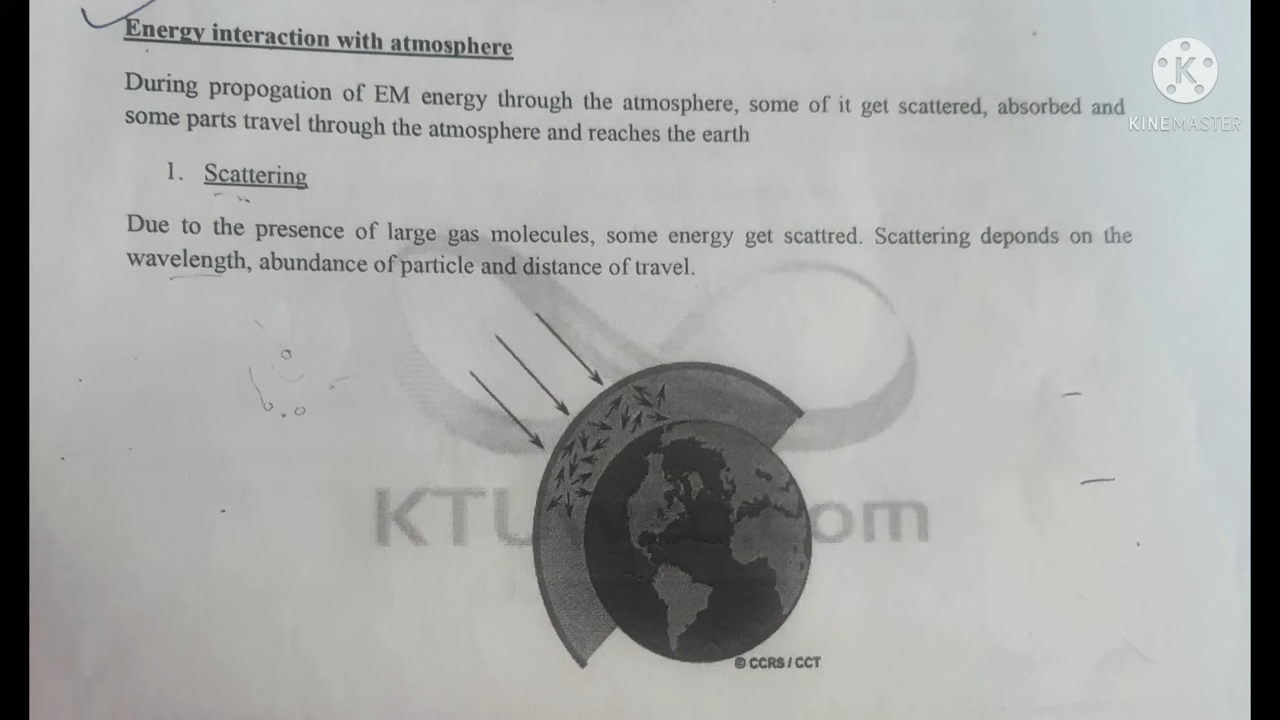 Energy interaction with atmosphere
During propogation of EM energy through the atmosphere, some of it get scattered, absorbed and
some parts travel through the atmosphere and reaches the earth
1. Scattering
Due to the presence of large gas molecules, some energy get scattred. Scattering deponds on the
wavelength, abundance of particle and distance of travel.
K
KINEMASTER
KTU om
© CCRS / CCT